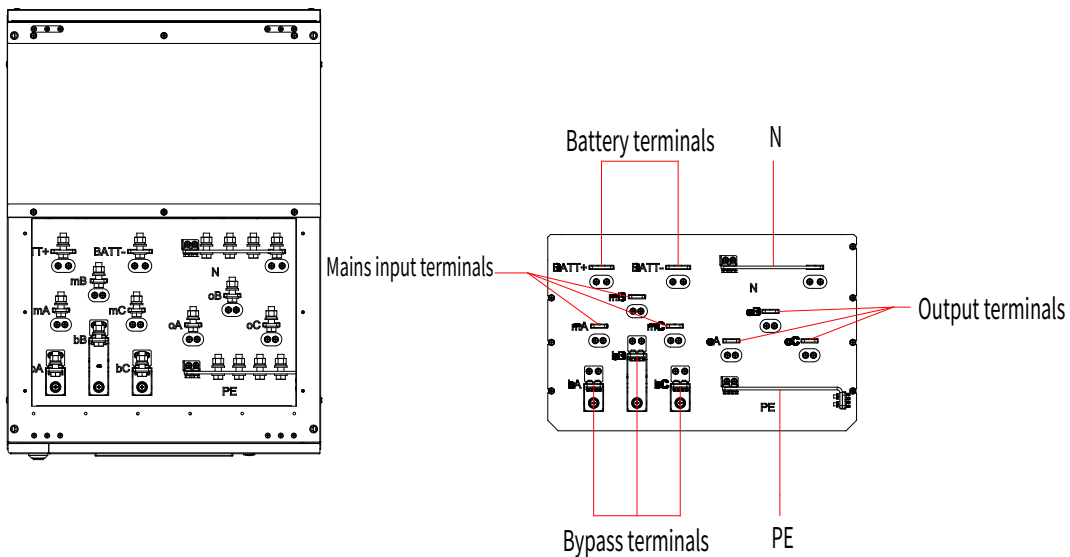 TT+
BATT-
N
mB
oB
mA
mC
oA
oC
bB
bA
bC
PE
Battery terminals
N
BATT+
BATT-
Mains input terminals
N
mB
oB
Output terminals
mA
mC
oA
oC
bB
bA
bC
PE
Bypass terminals
PE